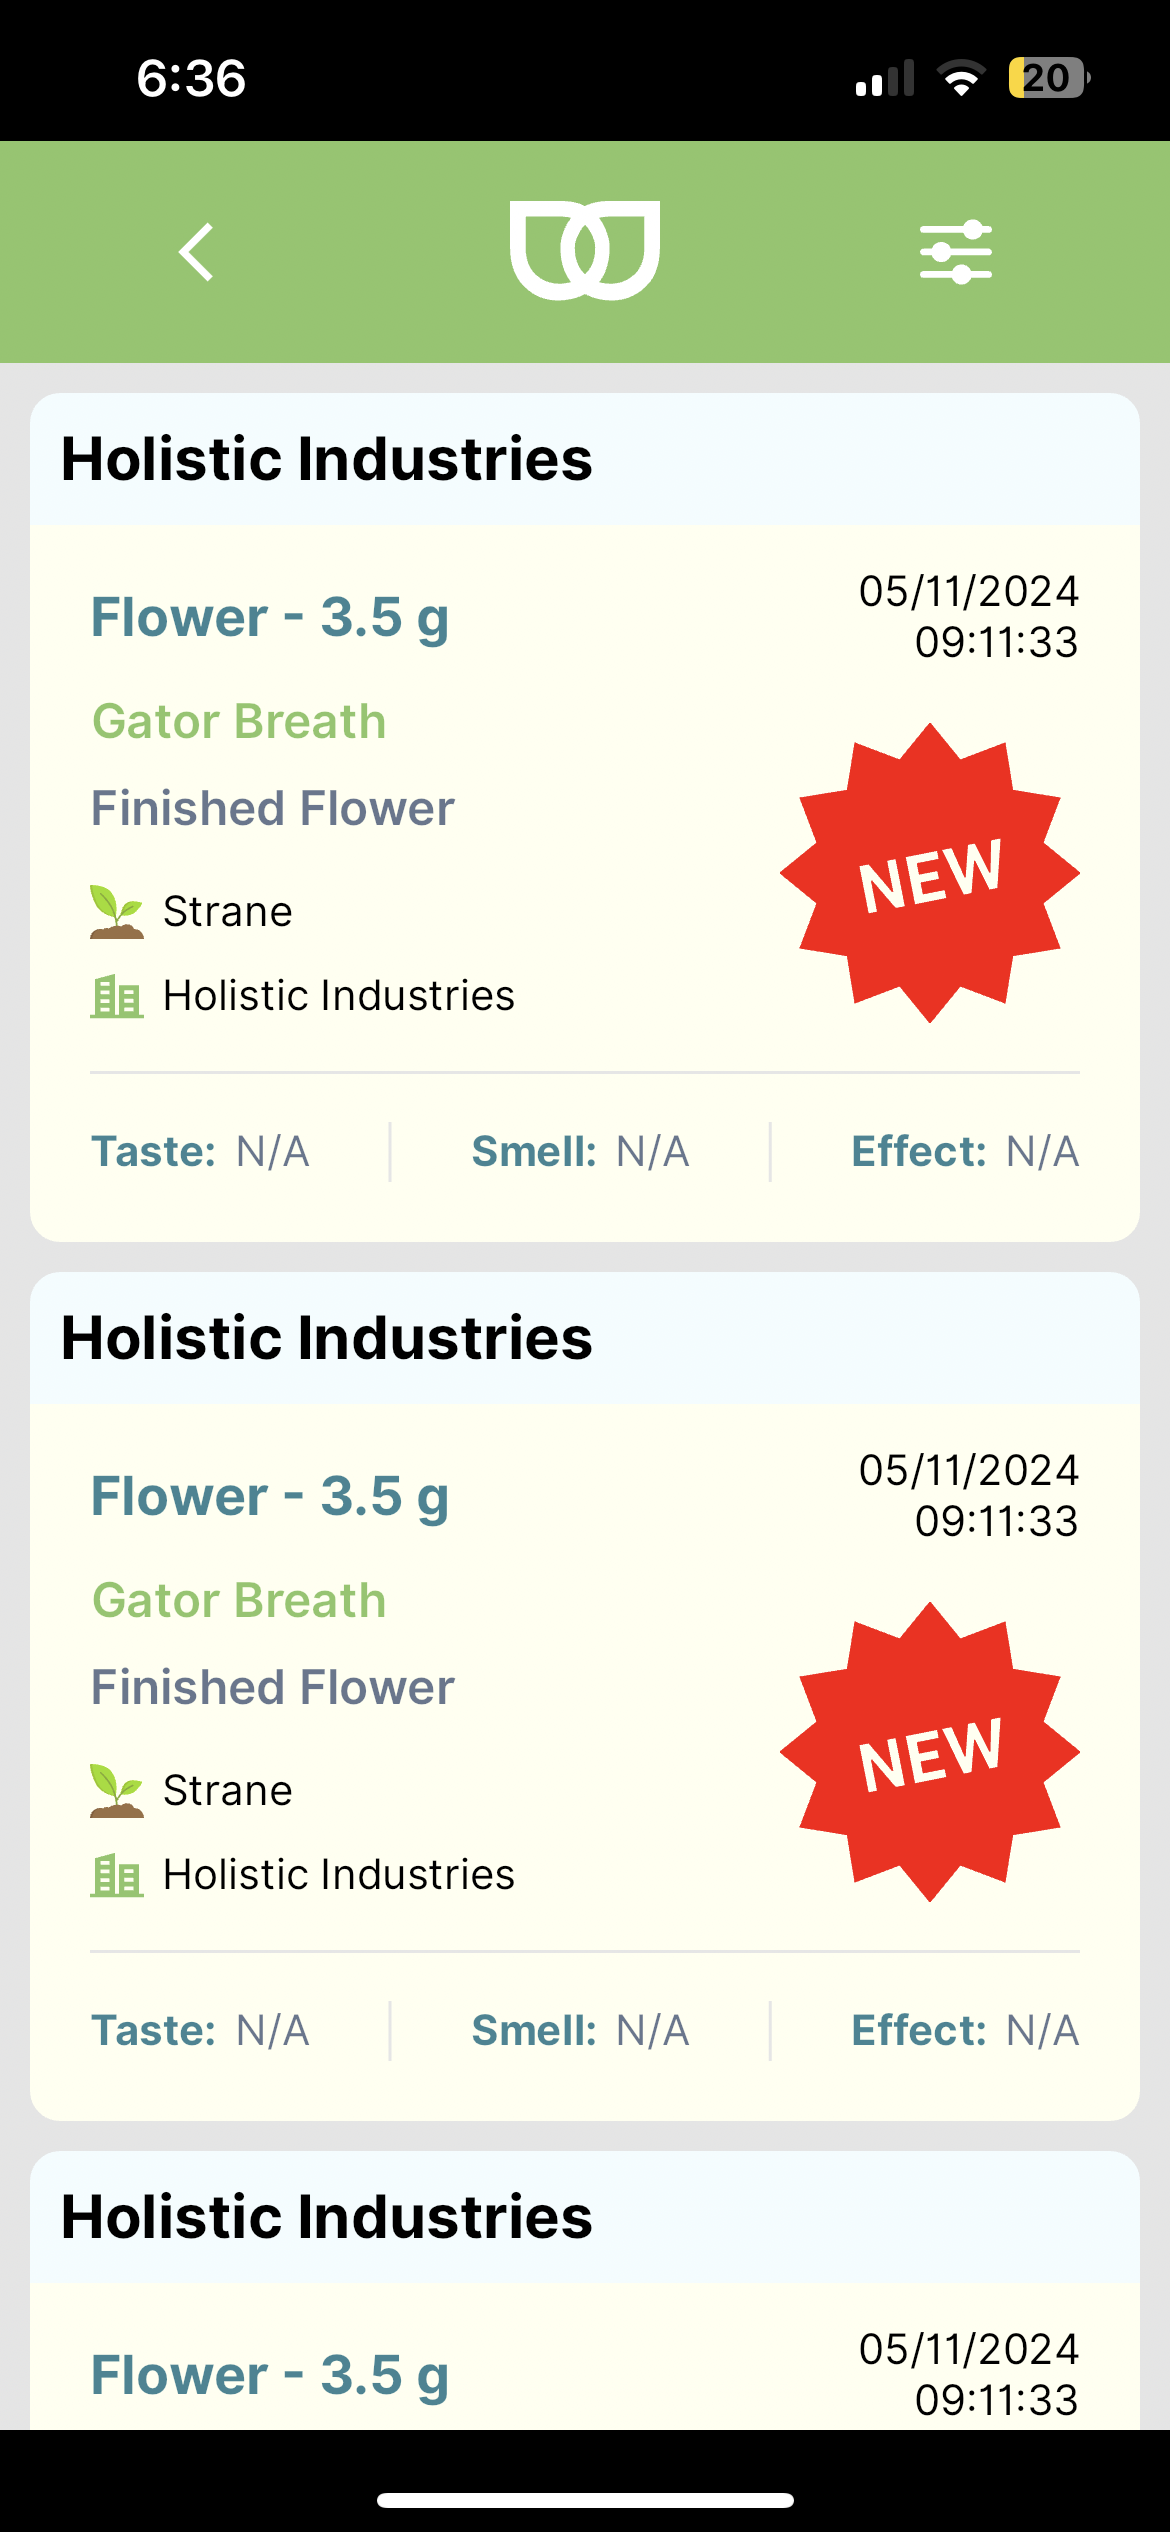 6:36
20
Holistic Industries
Flower - 3.5 g
05/11/2024
09:11:33
Gator Breath
Finished Flower
NEW
Strane
Holistic Industries
Taste: N/A
Smell: N/A
Effect: N/A
Holistic Industries
Flower - 3.5 g
05/11/2024
09:11:33
Gator Breath
Finished Flower
NEW
Strane
Holistic Industries
Taste: N/A
Smell: N/A
Effect: N/A
Holistic Industries
Flower - 3.5 g
05/11/2024
09:11:33